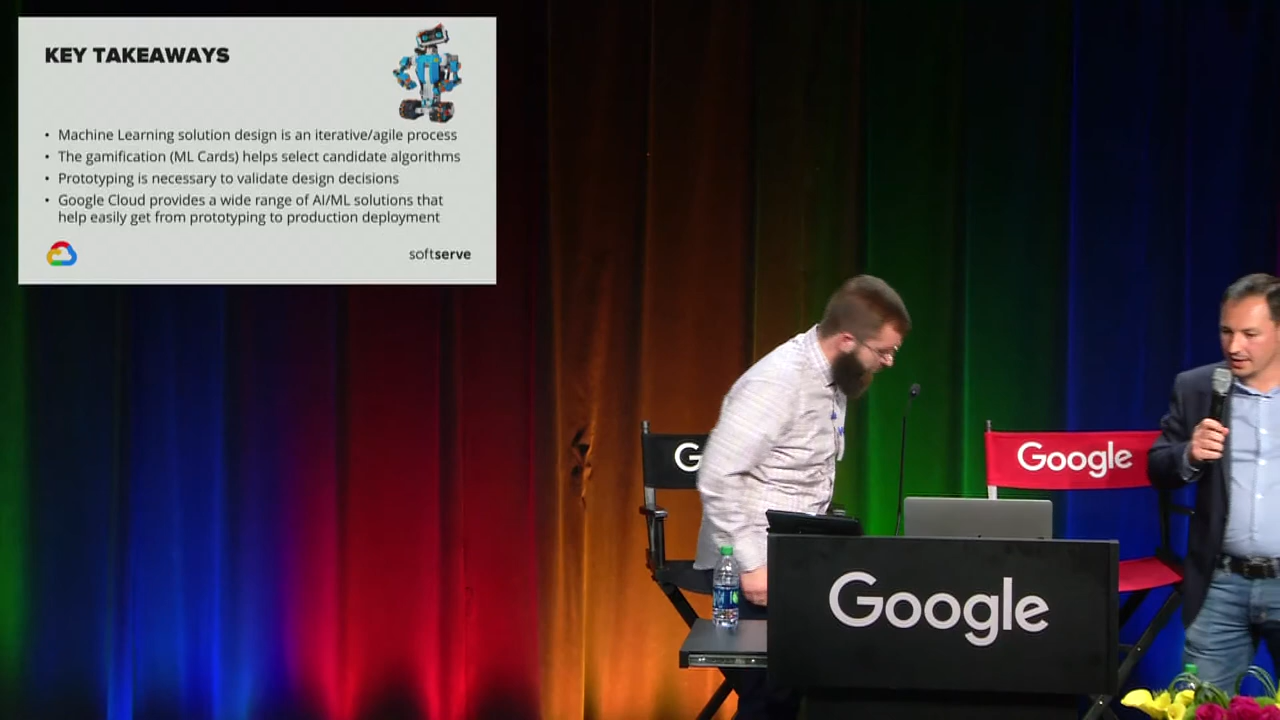 KEY TAKEAWAYS
• Machine Learning solution design is an iterative/agile process
• The gamification (ML Cards) helps select candidate algorithms
• Prototyping is necessary to validate design decisions
• Google Cloud provides a wide range of AI/ML solutions that
help easily get from prototyping to production deployment
softserve
G
Google
Google